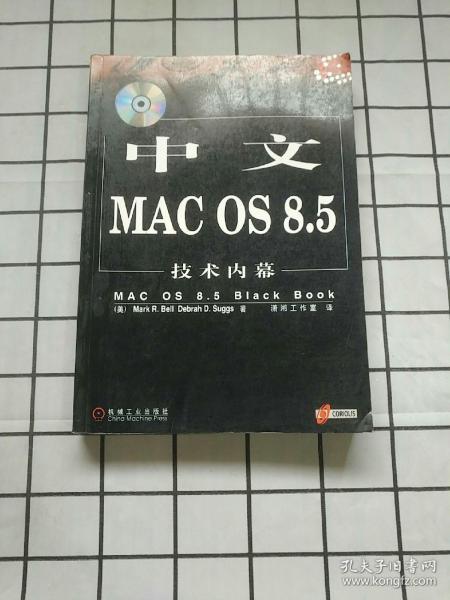 中文
MAC OS 8.5
技术内幕
MAC OS 8.5 Black Book
(美) Mark R. Bell Debrah D. Suggs 著 潇湘工作室 译
机械工业出版社
China Machine Press
CORIOLIS
孔夫子旧书网
www.kongfz.com